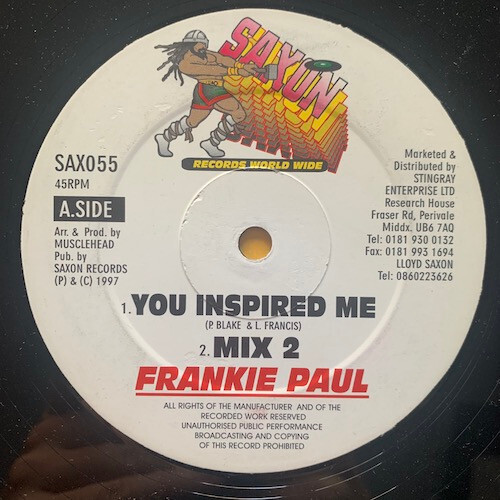 SAXON
RECORDS WORLD WIDE
SAX055
45RPM
A.SIDE
Arr. & Prod. by
MUSCLEHEAD
Pub. by
SAXON RECORDS
(P) & (C) 1997
Marketed &
Distributed by
STINGRAY
ENTERPRISE LTD
Research House
Fraser Rd, Perivale
Middx. UB6 7AQ
Tel: 0181 930 0132
Fax: 0181 993 1694
LLOYD SAXON
Tel: 0860223626
1. YOU INSPIRED ME
(P. BLAKE & L. FRANCIS)
2. MIX 2
FRANKIE PAUL
ALL RIGHTS OF THE MANUFACTURER AND OF THE
RECORDED WORK RESERVED
UNAUTHORISED PUBLIC PERFORMANCE
BROADCASTING AND COPYING
OF THIS RECORD PROHIBITED